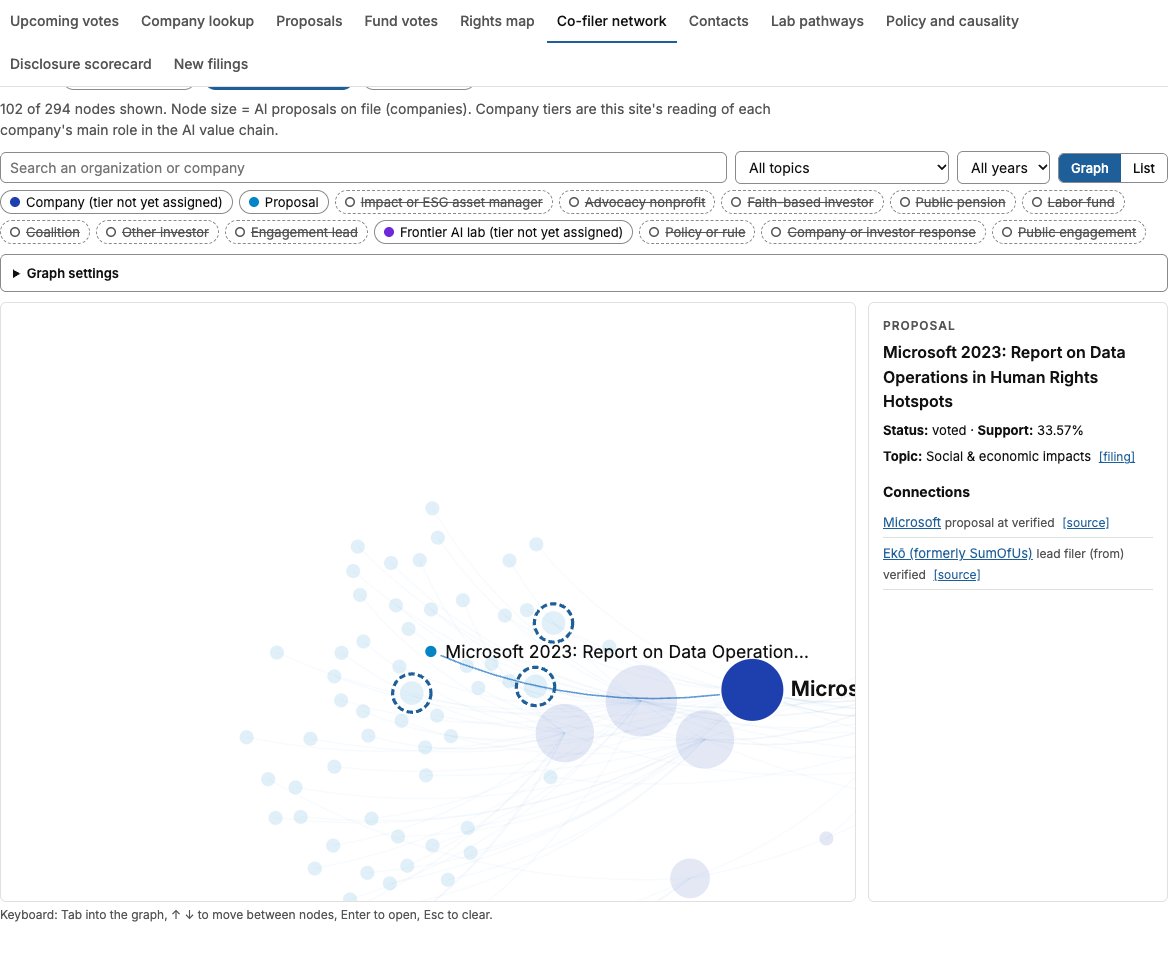 Upcoming votes Company lookup Proposals Fund votes Rights map Co-filer network Contacts Lab pathways Policy and causality
Disclosure scorecard New filings
102 of 294 nodes shown. Node size = AI proposals on file (companies). Company tiers are this site's reading of each
company's main role in the AI value chain.
Search an organization or company All topics All years Graph List
Company (tier not yet assigned) Proposal Impact or ESG asset manager Advocacy nonprofit Faith-based investor Public pension Labor fund
Coalition Other investor Engagement lead Frontier AI lab (tier not yet assigned) Policy or rule Company or investor response Public engagement
Graph settings
PROPOSAL
Microsoft 2023: Report on Data
Operations in Human Rights
Hotspots
Status: voted · Support: 33.57%
Topic: Social & economic impacts [filing]
Connections
Microsoft proposal at verified [source]
Ekō (formerly SumOfUs) lead filer (from)
verified [source]
Microsoft 2023: Report on Data Operation...
Micros
Keyboard: Tab into the graph, ↑ ↓ to move between nodes, Enter to open, Esc to clear.